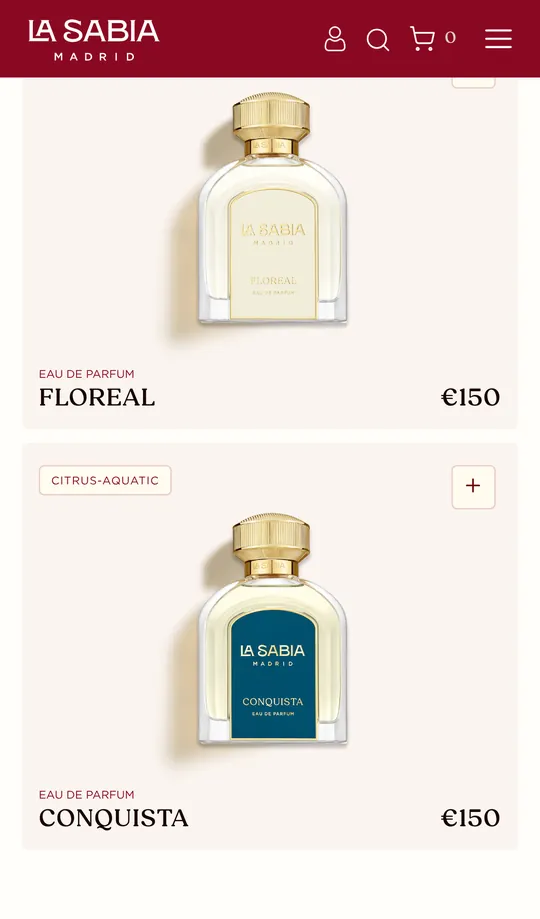 LA SABIA
MADRID
0
LA SABIA
MADRID
FLOREAL
EAU DE PARFUM
EAU DE PARFUM
FLOREAL
€150
CITRUS-AQUATIC
+
LA SABIA
MADRID
CONQUISTA
EAU DE PARFUM
EAU DE PARFUM
CONQUISTA
€150